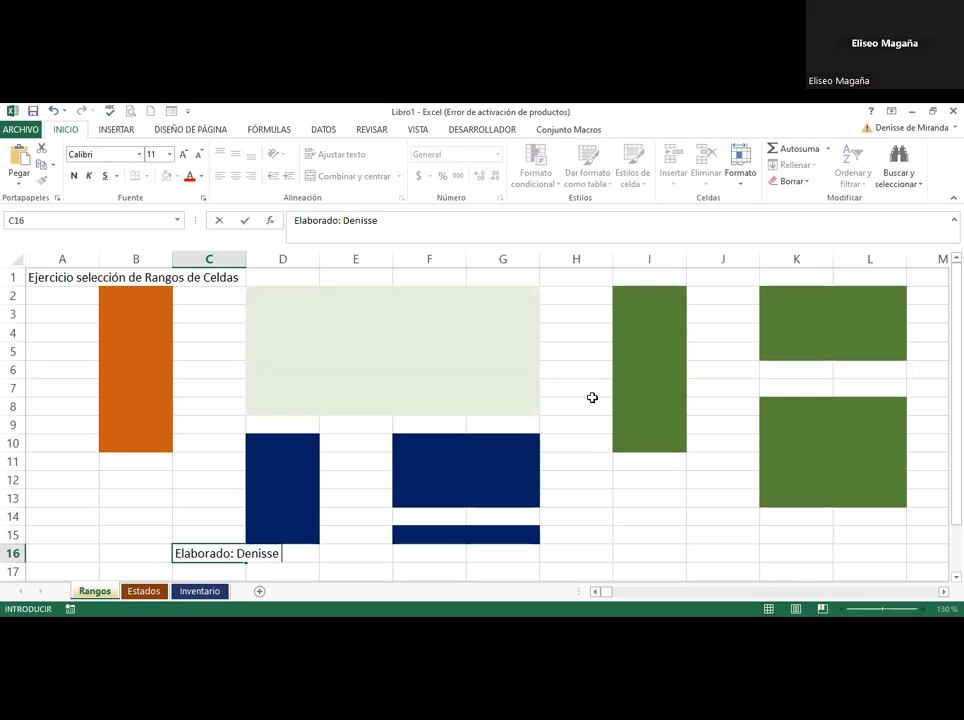 Eliseo Magaña
Eliseo Magaña
Libro1 - Excel (Error de activación de productos)
ARCHIVO INICIO INSERTAR DISEÑO DE PÁGINA FÓRMULAS DATOS REVISAR VISTA DESARROLLADOR Conjunto Macros Denisse de Miranda
Pegar
Calibri 11
N K S
Ajustar texto
Combinar y centrar
General
$ % 000
Formato condicional
Dar formato como tabla
Estilos de celda
Insertar Eliminar Formato
Autosuma
Rellenar
Borrar
Ordenar y filtrar
Buscar y seleccionar
Portapapeles Fuente Alineación Número Estilos Celdas Modificar
C16 fx Elaborado: Denisse
A B C D E F G H I J K L M
1 Ejercicio selección de Rangos de Celdas
2
3
4
5
6
7
8
9
10
11
12
13
14
15
16 Elaborado: Denisse
17
Rangos Estados Inventario
INTRODUCIR 130 %